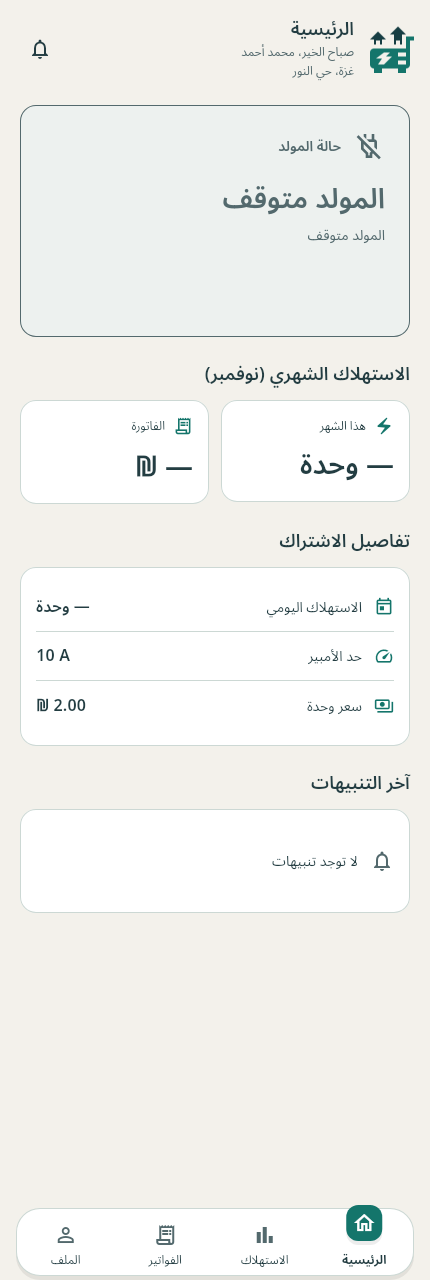 الرئيسية
صباح الخير، محمد أحمد
غزة، حي النور
حالة المولد
المولد متوقف
المولد متوقف
الاستهلاك الشهري (نوفمبر)
هذا الشهر
— وحدة
الفاتورة
— ₪
تفاصيل الاشتراك
الاستهلاك اليومي
— وحدة
حد الأمبير
10 A
سعر وحدة
2.00 ₪
آخر التنبيهات
لا توجد تنبيهات
الرئيسية
الاستهلاك
الفواتير
الملف